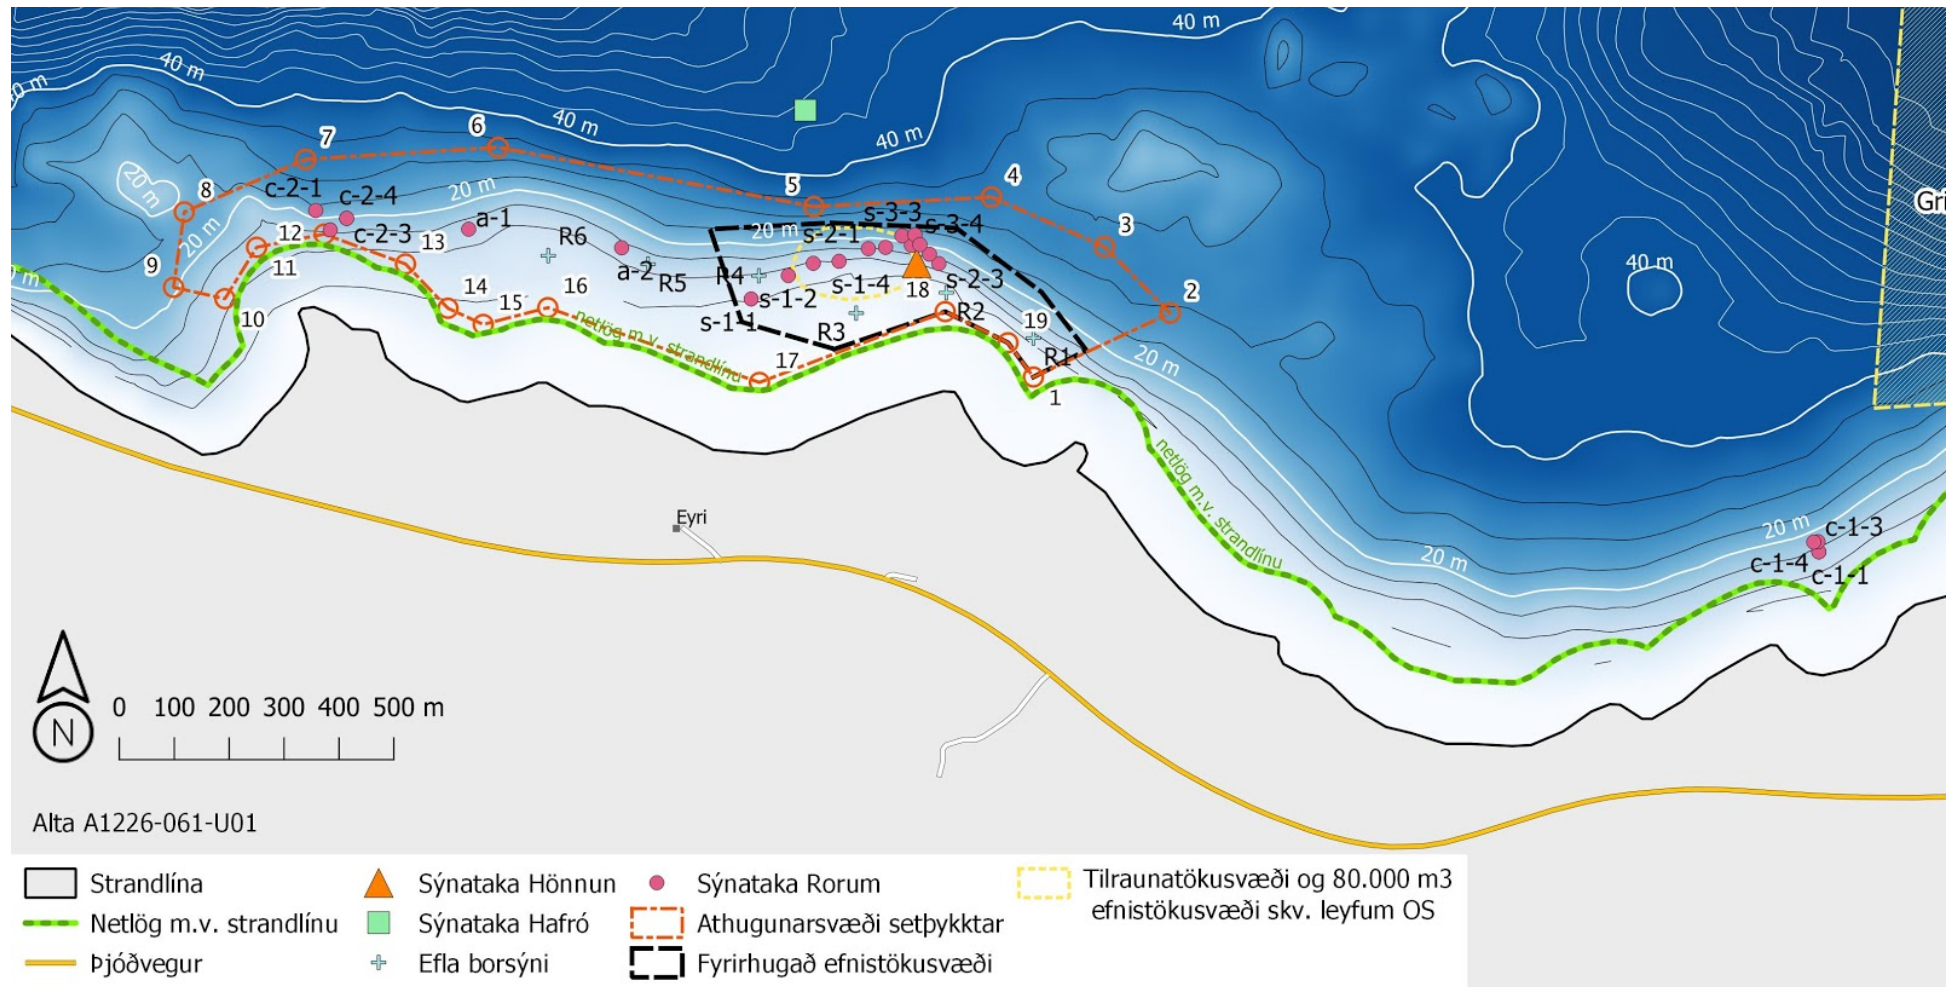 40 m
40 m
40 m
40 m
7
6
8
c-2-1
c-2-4
20 m
20 m
5
4
s-3-3
s-3-4
20 m
s-2-1
3
a-1
20 m
12
c-2-3
13
R6
9
11
a-2
R5
R4
s-2-3
s-1-4
s-1-2
18
2
10
14
15
16
s-1-1
R3
R2
19
netlög m.v. strandlínu
17
R1
20 m
1
40 m
Grí
netlög m.v. strandlínu
Eyri
20 m
c-1-3
20 m
c-1-4
c-1-1
N
0 100 200 300 400 500 m
Alta A1226-061-U01
Strandlína
Sýnataka Hönnun
Sýnataka Rorum
Tilraunatökusvæði og 80.000 m3
efnistökusvæði skv. leyfum OS
Netlög m.v. strandlínu
Sýnataka Hafró
Athugunarsvæði setþykktar
Þjóðvegur
Efla borsýni
Fyrirhugað efnistökusvæði